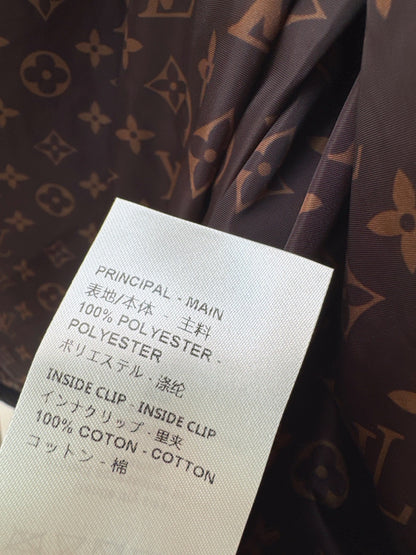 PRINCIPAL - MAIN
表地/本体 - 主料
100% POLYESTER -
POLYESTER
ポリエステル - 涤纶
INSIDE CLIP - INSIDE CLIP
インナクリップ - 里夹
100% COTON - COTTON
コットン - 棉